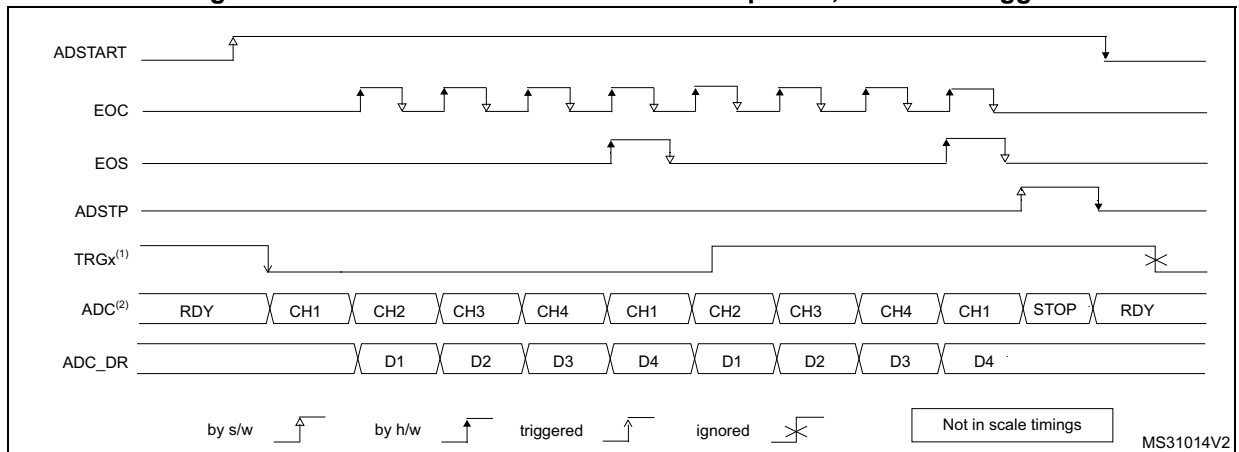 ADSTART
EOC
EOS
ADSTP
TRGx(1)
ADC(2) RDY CH1 CH2 CH3 CH4 CH1 CH2 CH3 CH4 CH1 STOP RDY
ADC_DR D1 D2 D3 D4 D1 D2 D3 D4
by s/w by h/w triggered ignored Not in scale timings
MS31014V2